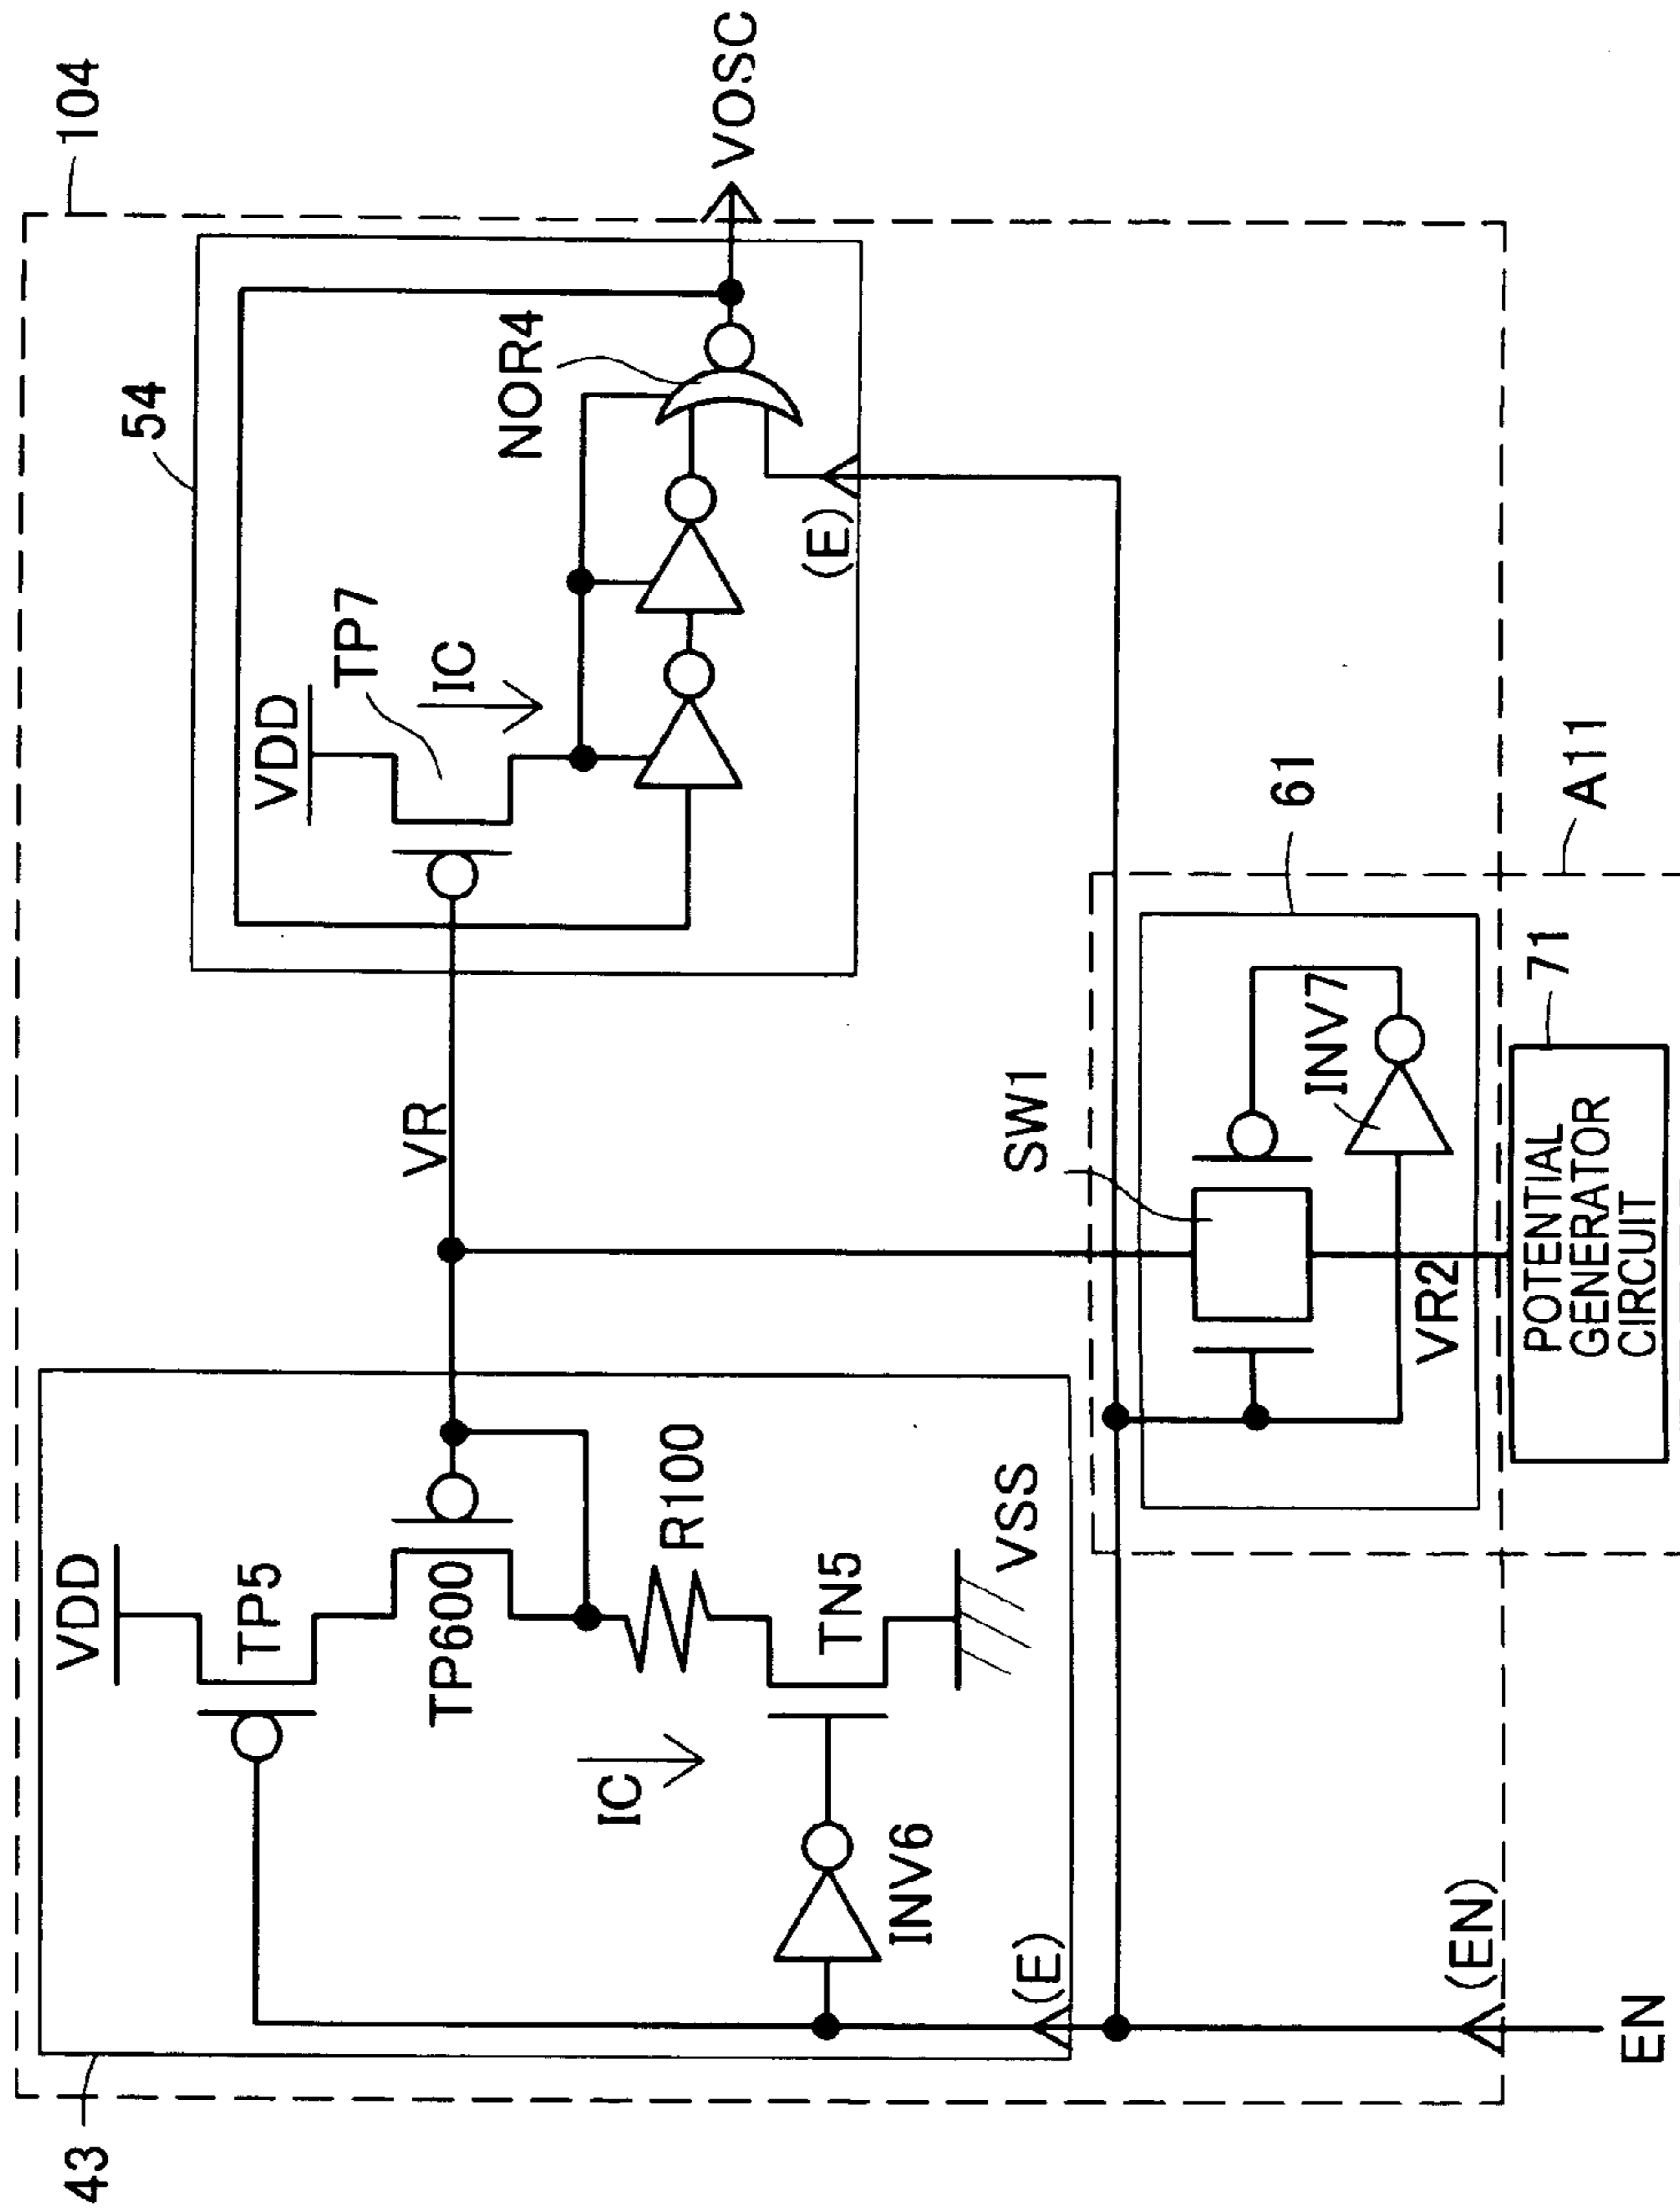 104
54
43
VDD
TP5
TP600
IC
R100
TN5
INV6
VSS
(E)
VR
VDD
TP7
IC
NOR4
(E)
VOSC
SW1
INV7
61
VR2
A11
POTENTIAL
GENERATOR
CIRCUIT
71
(EN)
EN